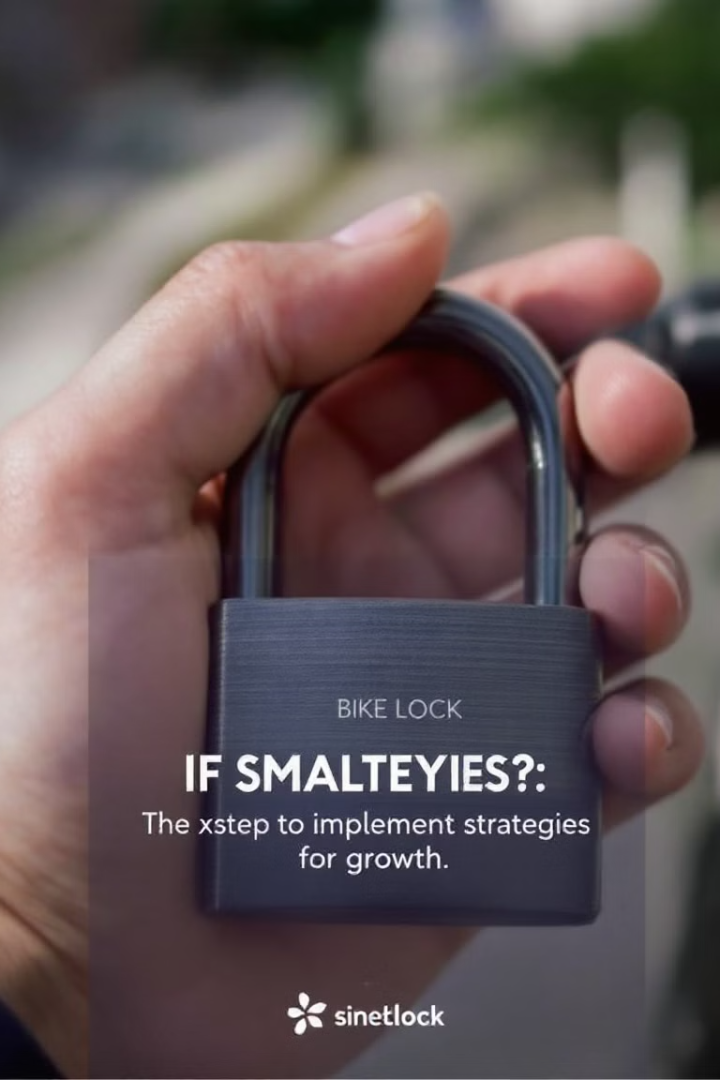 BIKE LOCK
IF SMALTEYIES?:
The xstep to implement strategies
for growth.
sinetlock